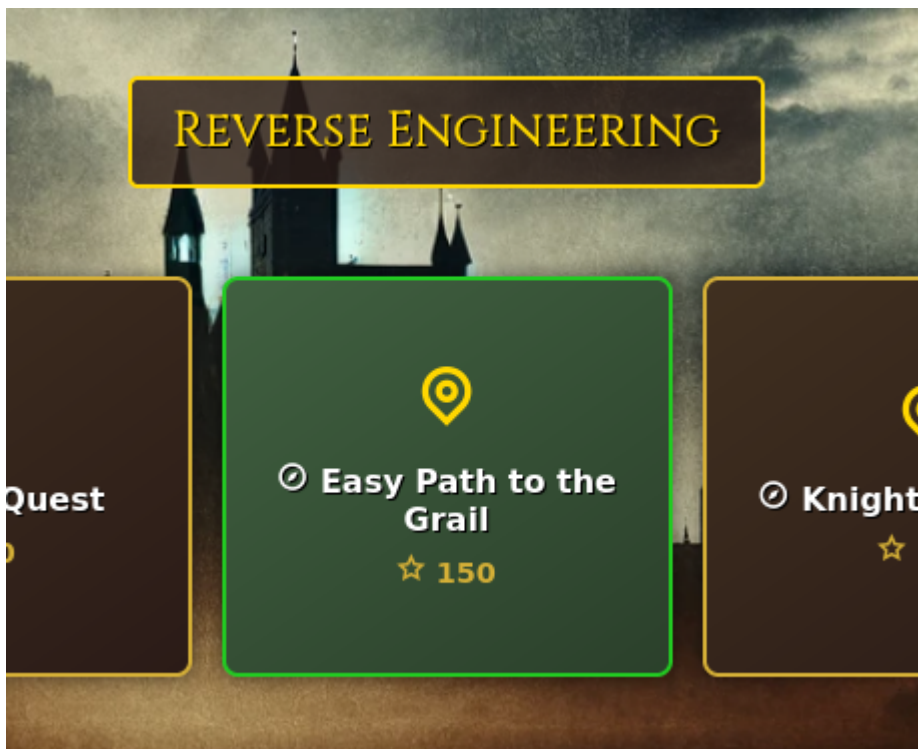 Reverse Engineering
Quest
Easy Path to the
Grail
150
Knight